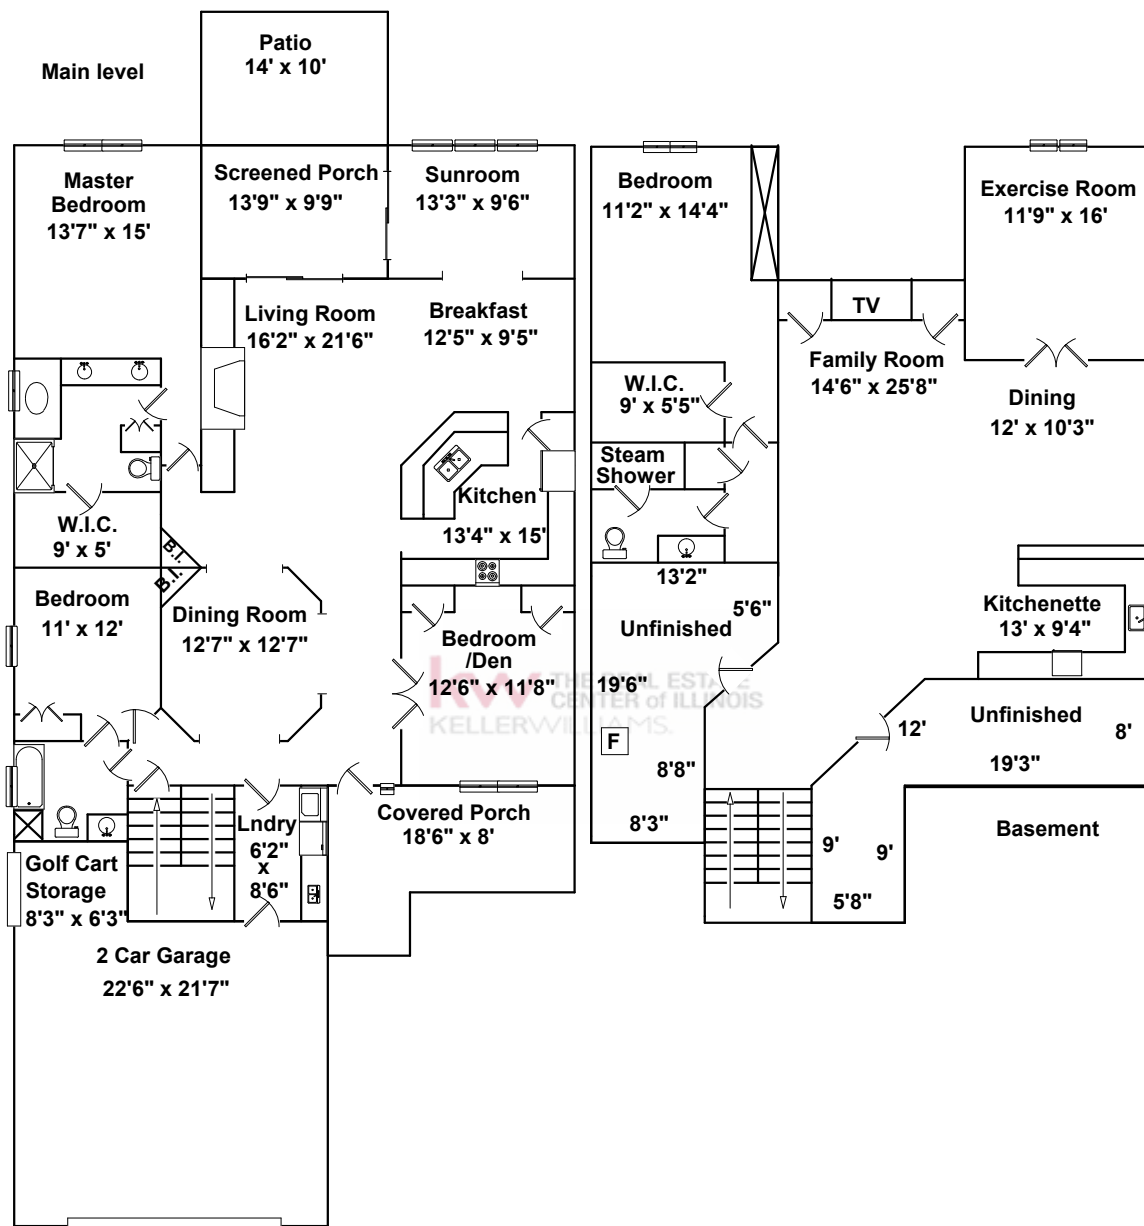 Main level
Patio
14' x 10'
Master
Bedroom
13'7" x 15'
Screened Porch
13'9" x 9'9"
Sunroom
13'3" x 9'6"
Living Room
16'2" x 21'6"
Breakfast
12'5" x 9'5"
Kitchen
13'4" x 15'
W.I.C.
9' x 5'
B.I.
B.I.
Bedroom
11' x 12'
Dining Room
12'7" x 12'7"
Bedroom
/Den
12'6" x 11'8"
Lndry
6'2"
x
8'6"
Covered Porch
18'6" x 8'
Golf Cart
Storage
8'3" x 6'3"
2 Car Garage
22'6" x 21'7"
Bedroom
11'2" x 14'4"
Exercise Room
11'9" x 16'
TV
Family Room
14'6" x 25'8"
W.I.C.
9' x 5'5"
Dining
12' x 10'3"
Steam
Shower
13'2"
5'6"
Unfinished
19'6"
F
8'8"
8'3"
Kitchenette
13' x 9'4"
Unfinished
12'
8'
19'3"
9'
9'
5'8"
Basement
kw THE REAL ESTATE
CENTER of ILLINOIS
KELLERWILLIAMS.